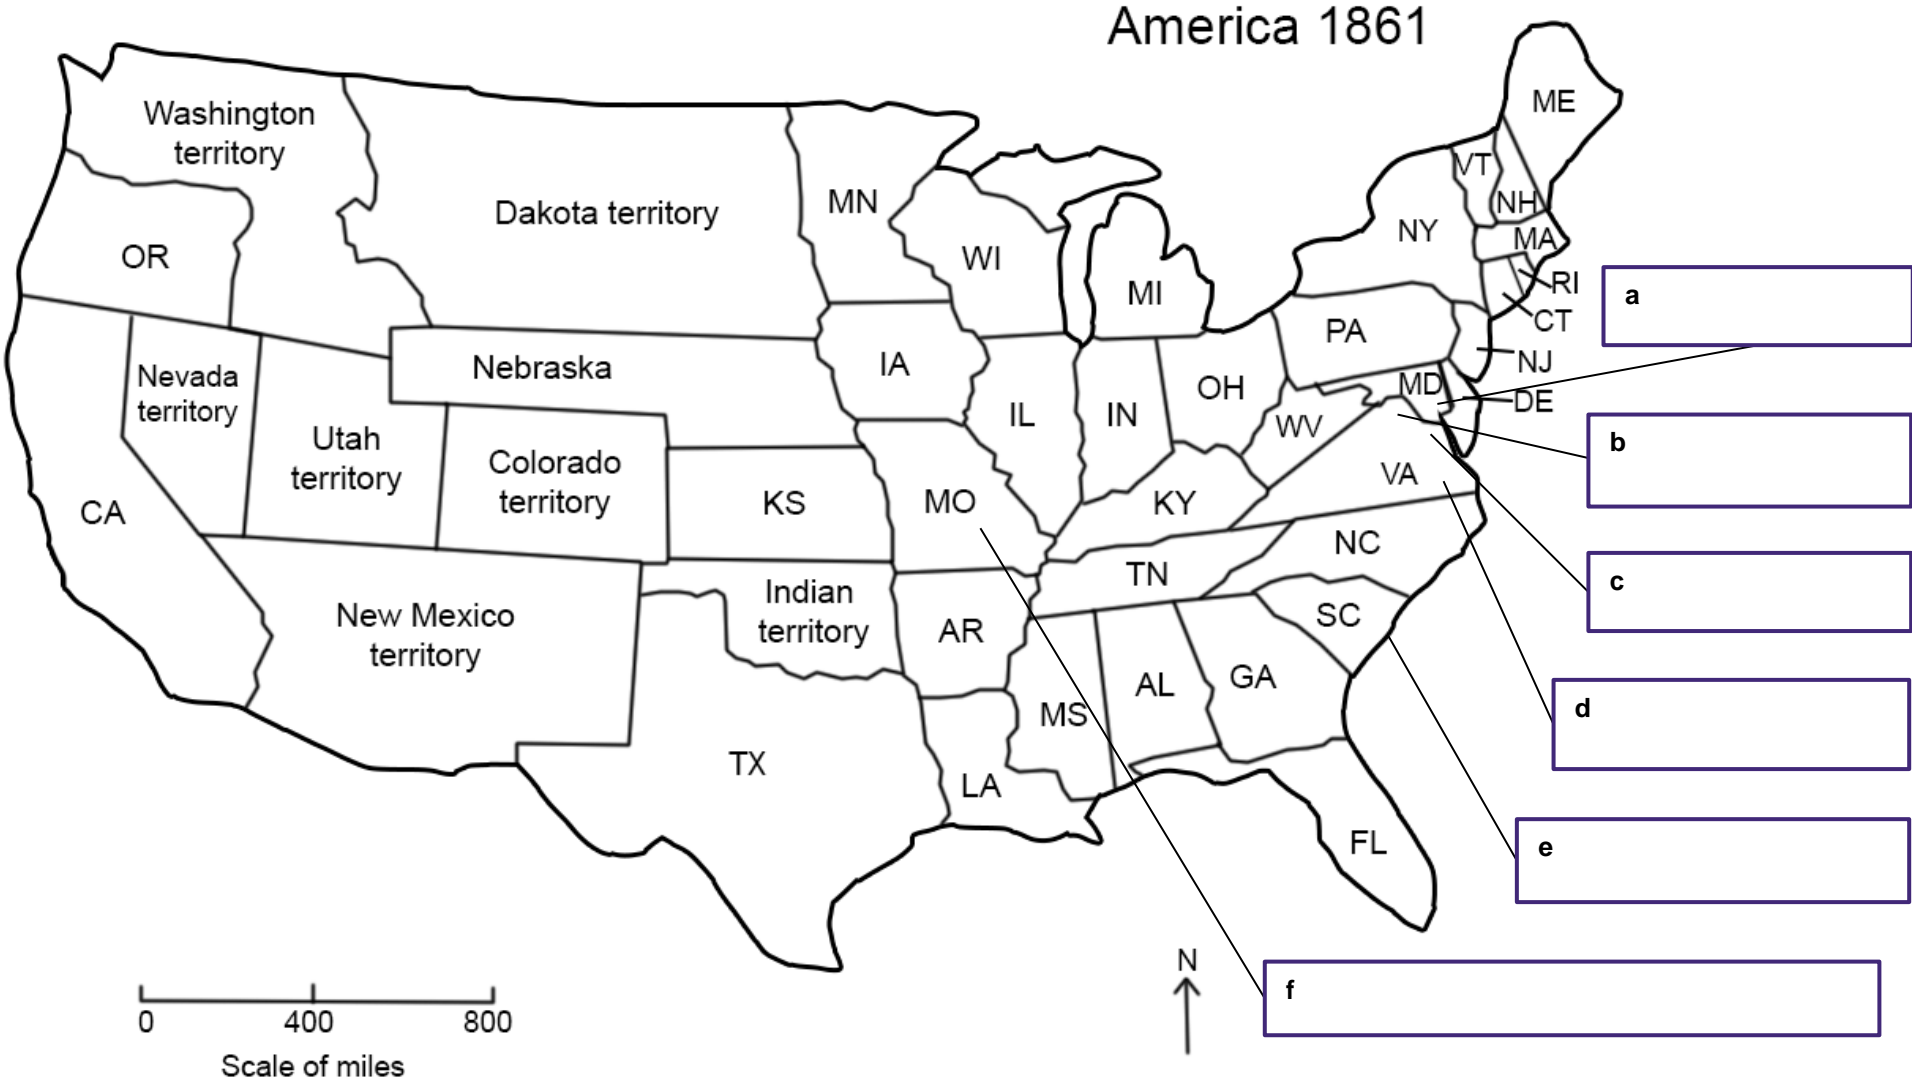 America 1861
ME
Washington
territory
VT
NH
MN
Dakota territory
NY
MA
OR
WI
RI
MI
a
CT
PA
NJ
Nebraska
IA
Nevada
territory
MD
OH
DE
IL
IN
WV
Utah
territory
b
Colorado
territory
VA
KS
MO
KY
CA
NC
TN
c
Indian
territory
New Mexico
territory
SC
AR
GA
AL
d
MS
TX
LA
FL
e
N
f
0 400 800
Scale of miles